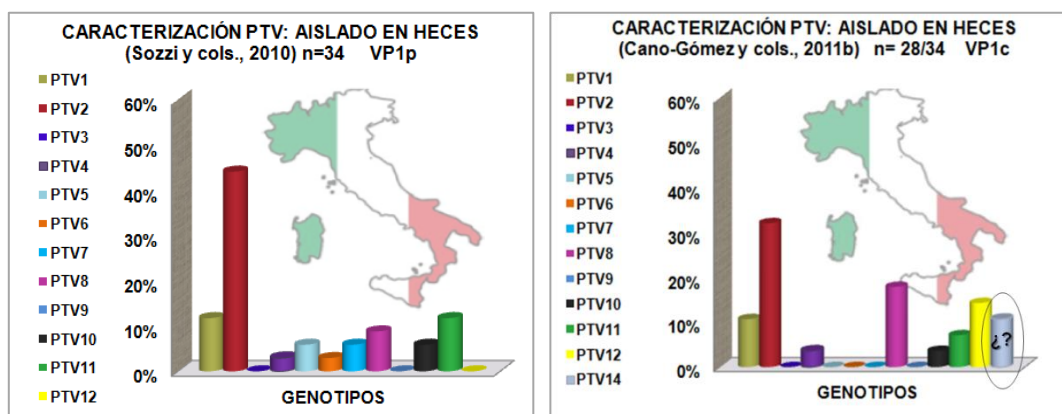 CARACTERIZACIÓN PTV: AISLADO EN HECES
(Sozzi y cols., 2010) n=34 VP1p
PTV1
PTV2
PTV3
PTV4
PTV5
PTV6
PTV7
PTV8
PTV9
PTV10
PTV11
PTV12
60%
50%
40%
30%
20%
10%
0%
GENOTIPOS
CARACTERIZACIÓN PTV: AISLADO EN HECES
(Cano-Gómez y cols., 2011b) n= 28/34 VP1c
PTV1
PTV2
PTV3
PTV4
PTV5
PTV6
PTV7
PTV8
PTV9
PTV10
PTV11
PTV12
PTV14
60%
50%
40%
30%
20%
10%
0%
¿?
GENOTIPOS